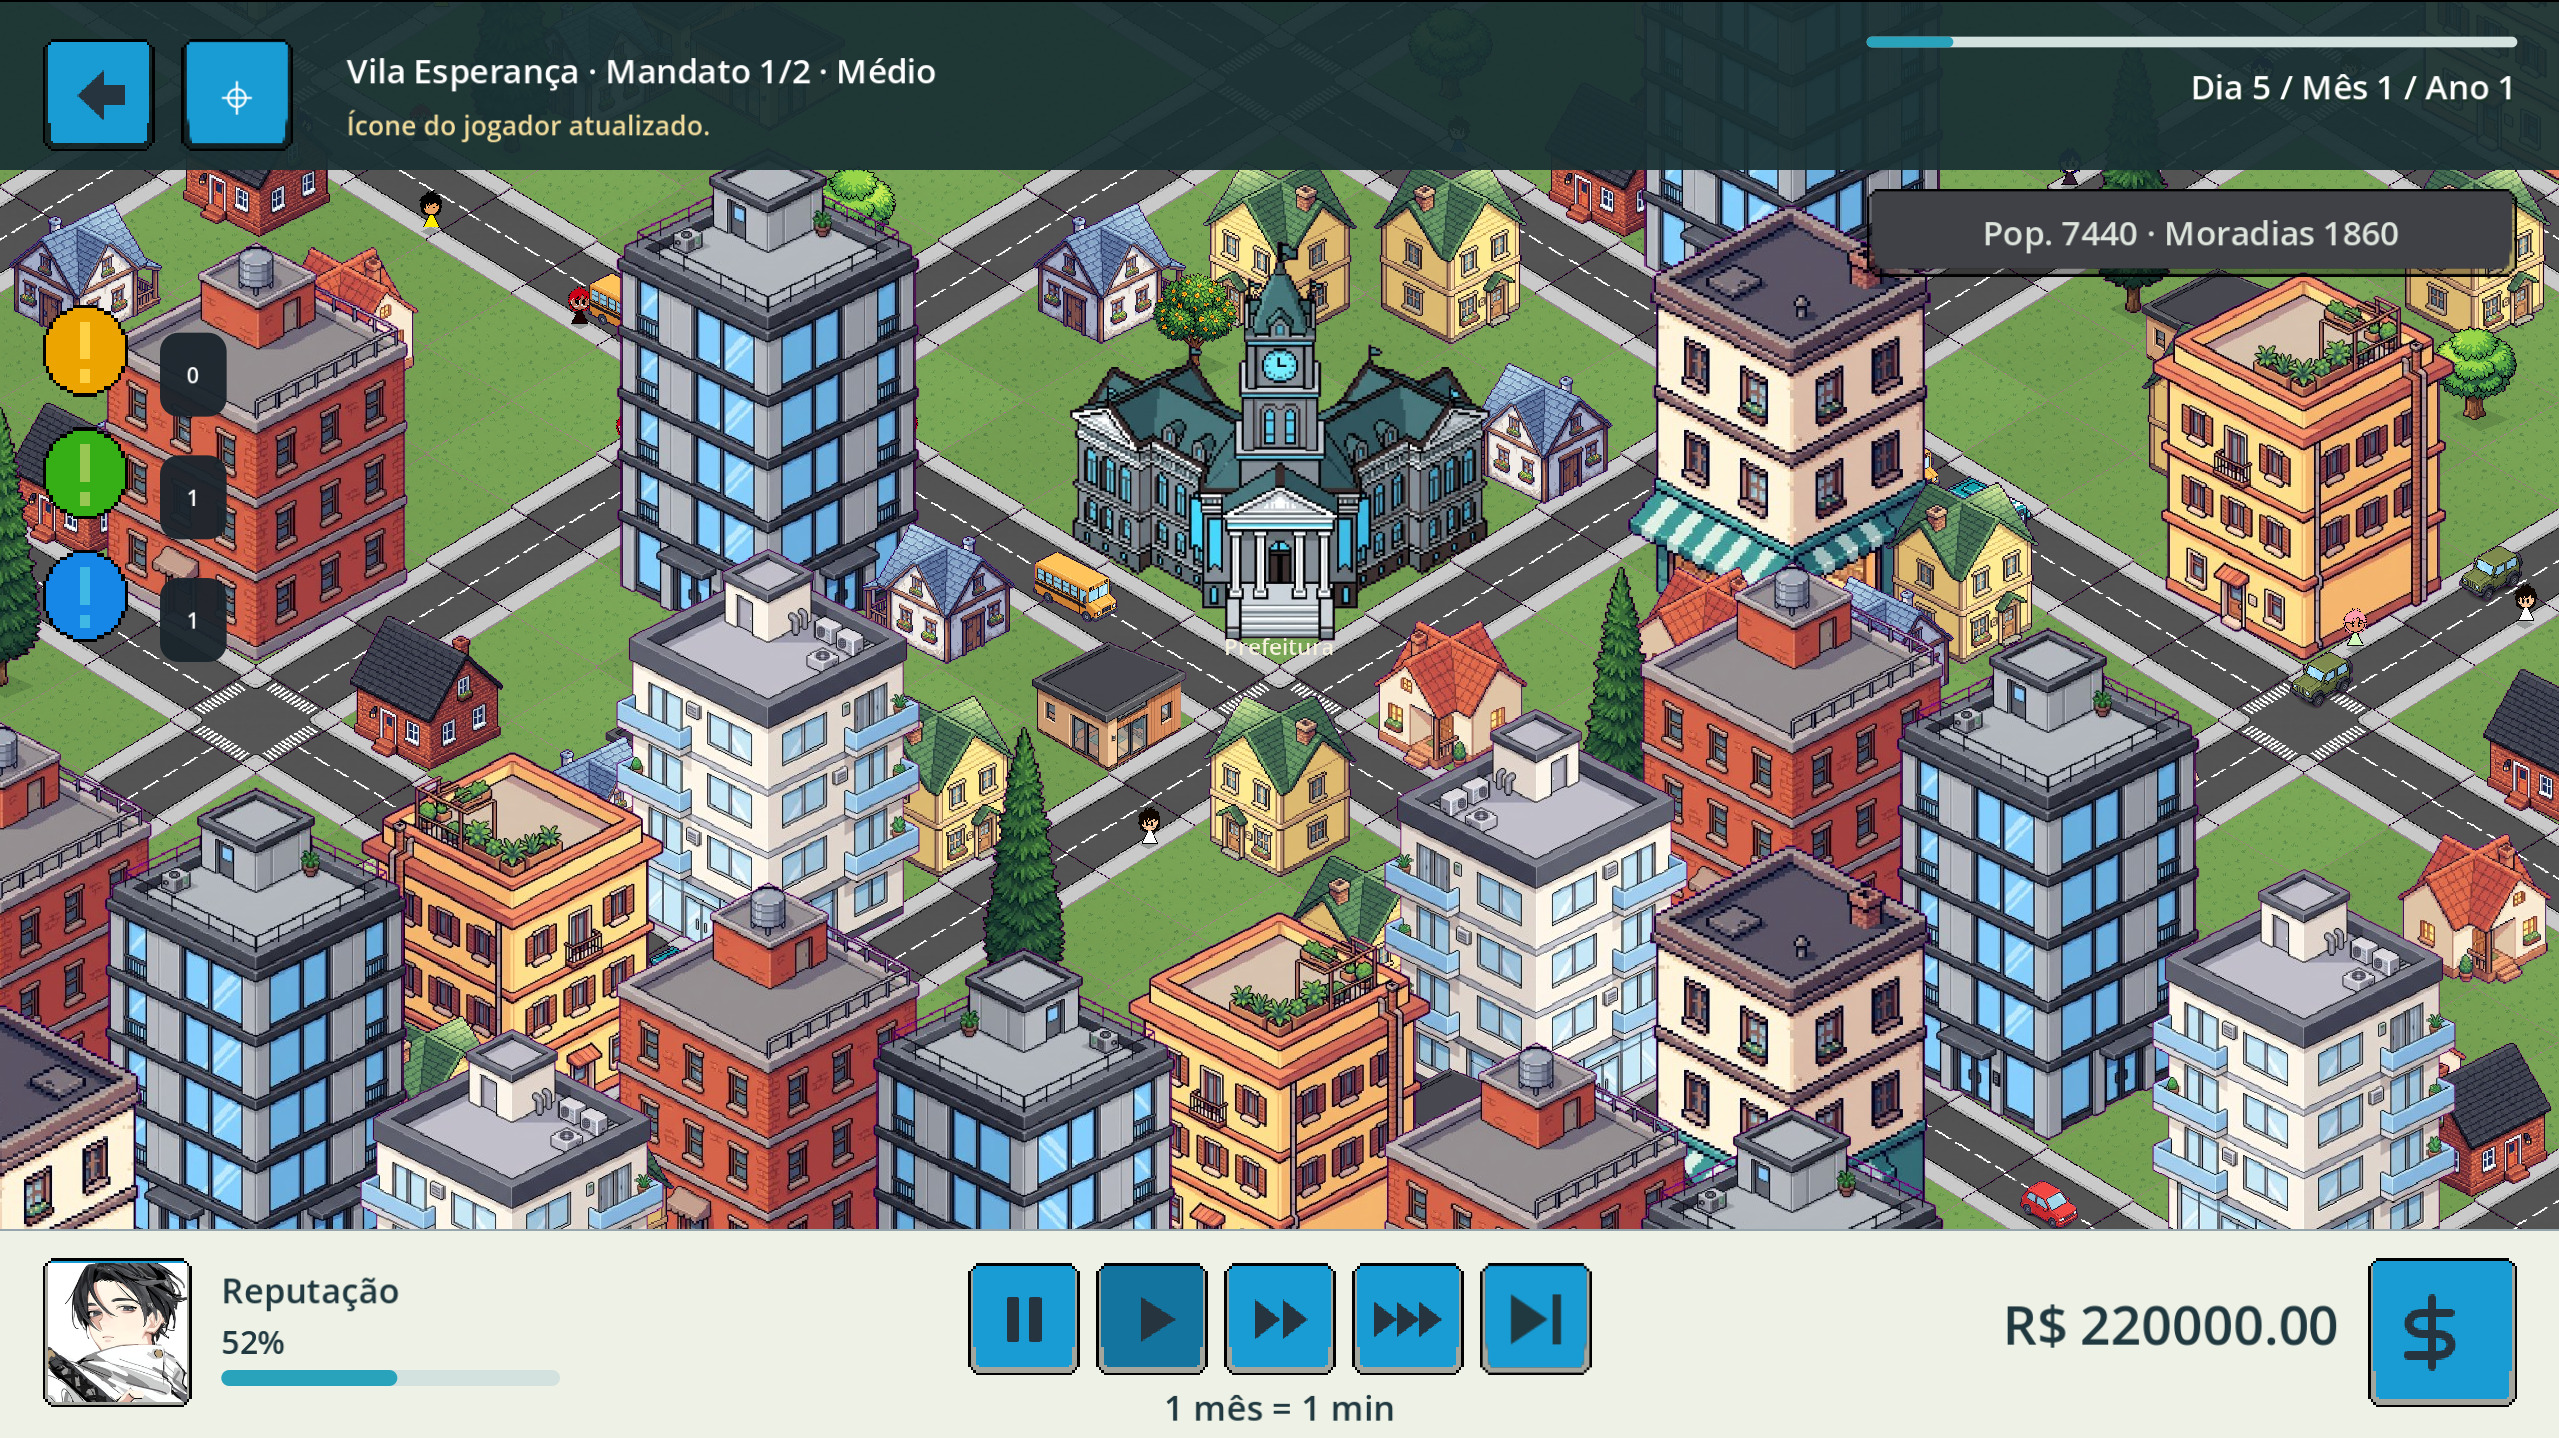 Vila Esperança · Mandato 1/2 · Médio
Ícone do jogador atualizado.
Dia 5 / Mês 1 / Ano 1
Pop. 7440 · Moradias 1860
0
1
1
Prefeitura
Reputação
52%
1 mês = 1 min
R$ 220000.00
$